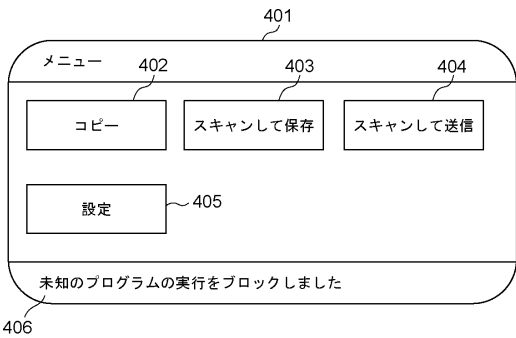 401
メニュー
402
403
404
コピー
スキャンして保存
スキャンして送信
設定
405
未知のプログラムの実行をブロックしました
406